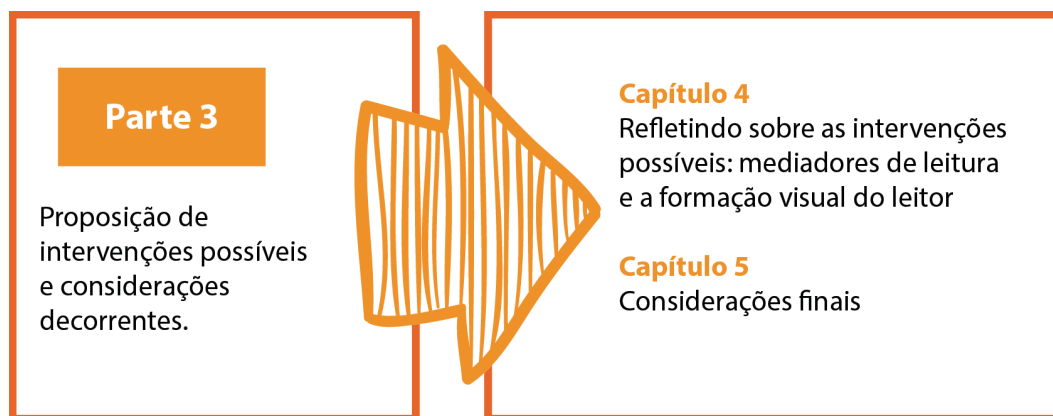 Parte 3
Proposição de
intervenções possíveis
e considerações
decorrentes.
Capítulo 4
Refletindo sobre as intervenções
possíveis: mediadores de leitura
e a formação visual do leitor
Capítulo 5
Considerações finais